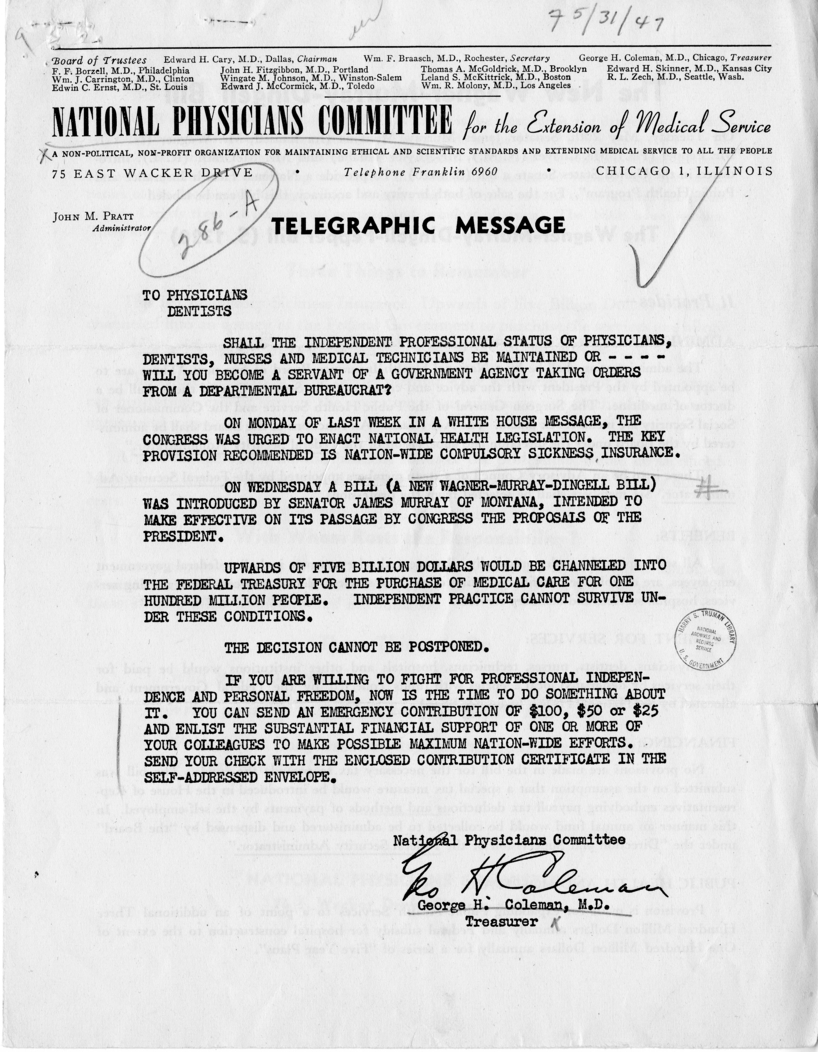 75/31/47
Board of Trustees Edward H. Cary, M.D., Dallas, Chairman Wm. F. Braasch, M.D., Rochester, Secretary George H. Coleman, M.D., Chicago, Treasurer
F. F. Borzell, M.D., Philadelphia John H. Fitzgibbon, M.D., Portland Thomas A. McGoldrick, M.D., Brooklyn Edward H. Skinner, M.D., Kansas City
Wm. J. Carrington, M.D., Clinton Wingate M. Johnson, M.D., Winston-Salem Leland S. McKittrick, M.D., Boston R. L. Zech, M.D., Seattle, Wash.
Edwin C. Ernst, M.D., St. Louis Edward J. McCormick, M.D., Toledo Wm. R. Molony, M.D., Los Angeles
NATIONAL PHYSICIANS COMMITTEE for the Extension of Medical Service
A NON-POLITICAL, NON-PROFIT ORGANIZATION FOR MAINTAINING ETHICAL AND SCIENTIFIC STANDARDS AND EXTENDING MEDICAL SERVICE TO ALL THE PEOPLE
75 EAST WACKER DRIVE • Telephone Franklin 6960 • CHICAGO 1, ILLINOIS
JOHN M. PRATT
Administrator
286-A
TELEGRAPHIC MESSAGE
TO PHYSICIANS
DENTISTS
SHALL THE INDEPENDENT PROFESSIONAL STATUS OF PHYSICIANS,
DENTISTS, NURSES AND MEDICAL TECHNICIANS BE MAINTAINED OR - - - -
WILL YOU BECOME A SERVANT OF A GOVERNMENT AGENCY TAKING ORDERS
FROM A DEPARTMENTAL BUREAUCRAT?
ON MONDAY OF LAST WEEK IN A WHITE HOUSE MESSAGE, THE
CONGRESS WAS URGED TO ENACT NATIONAL HEALTH LEGISLATION. THE KEY
PROVISION RECOMMENDED IS NATION-WIDE COMPULSORY SICKNESS INSURANCE.
ON WEDNESDAY A BILL (A NEW WAGNER-MURRAY-DINGELL BILL)
WAS INTRODUCED BY SENATOR JAMES MURRAY OF MONTANA, INTENDED TO
MAKE EFFECTIVE ON ITS PASSAGE BY CONGRESS THE PROPOSALS OF THE
PRESIDENT.
#
UPWARDS OF FIVE BILLION DOLLARS WOULD BE CHANNELED INTO
THE FEDERAL TREASURY FOR THE PURCHASE OF MEDICAL CARE FOR ONE
HUNDRED MILLION PEOPLE. INDEPENDENT PRACTICE CANNOT SURVIVE UN-
DER THESE CONDITIONS.
HARRY S. TRUMAN LIBRARY
NATIONAL
ARCHIVES AND
RECORDS
SERVICE
U. S. GOVERNMENT
THE DECISION CANNOT BE POSTPONED.
IF YOU ARE WILLING TO FIGHT FOR PROFESSIONAL INDEPEN-
DENCE AND PERSONAL FREEDOM, NOW IS THE TIME TO DO SOMETHING ABOUT
IT. YOU CAN SEND AN EMERGENCY CONTRIBUTION OF $100, $50 or $25
AND ENLIST THE SUBSTANTIAL FINANCIAL SUPPORT OF ONE OR MORE OF
YOUR COLLEAGUES TO MAKE POSSIBLE MAXIMUM NATION-WIDE EFFORTS.
SEND YOUR CHECK WITH THE ENCLOSED CONTRIBUTION CERTIFICATE IN THE
SELF-ADDRESSED ENVELOPE.
National Physicians Committee
Geo H Coleman
George H. Coleman, M.D.
Treasurer